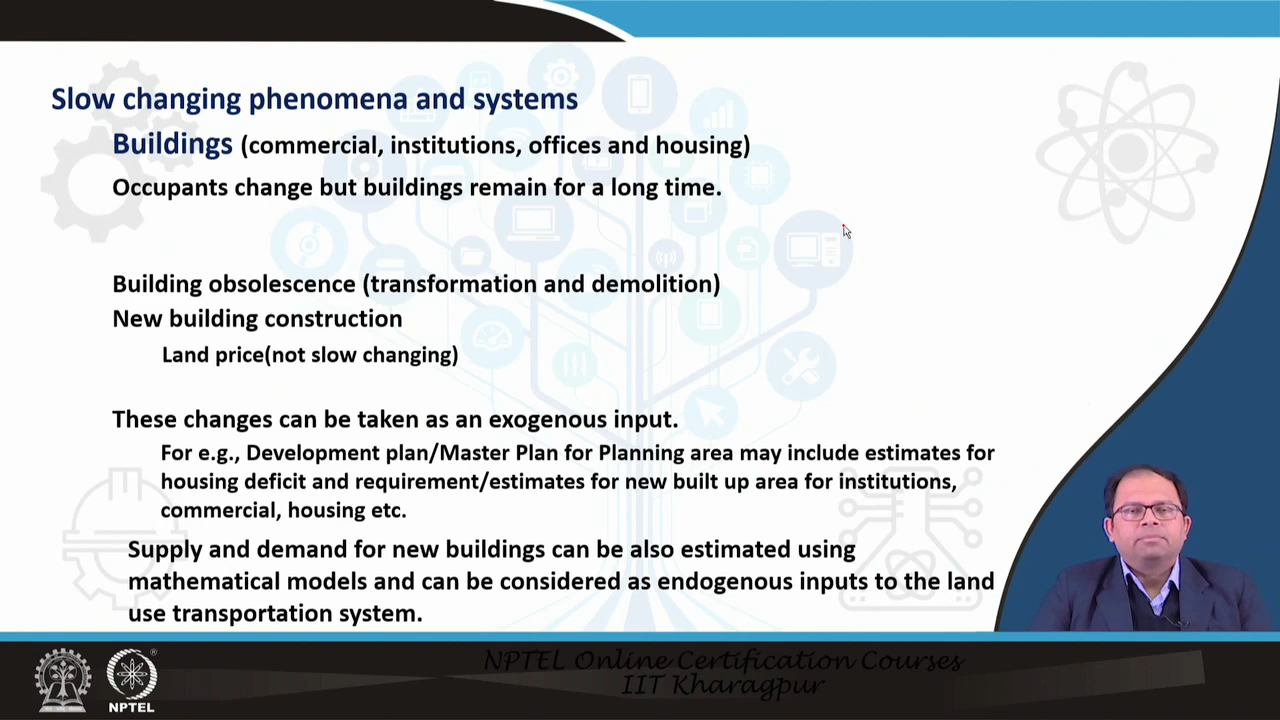 Slow changing phenomena and systems
Buildings (commercial, institutions, offices and housing)
Occupants change but buildings remain for a long time.
Building obsolescence (transformation and demolition)
New building construction
Land price(not slow changing)
These changes can be taken as an exogenous input.
For e.g., Development plan/Master Plan for Planning area may include estimates for
housing deficit and requirement/estimates for new built up area for institutions,
commercial, housing etc.
Supply and demand for new buildings can be also estimated using
mathematical models and can be considered as endogenous inputs to the land
use transportation system.
NPTEL Online Certification Courses
IIT Kharagpur
NPTEL